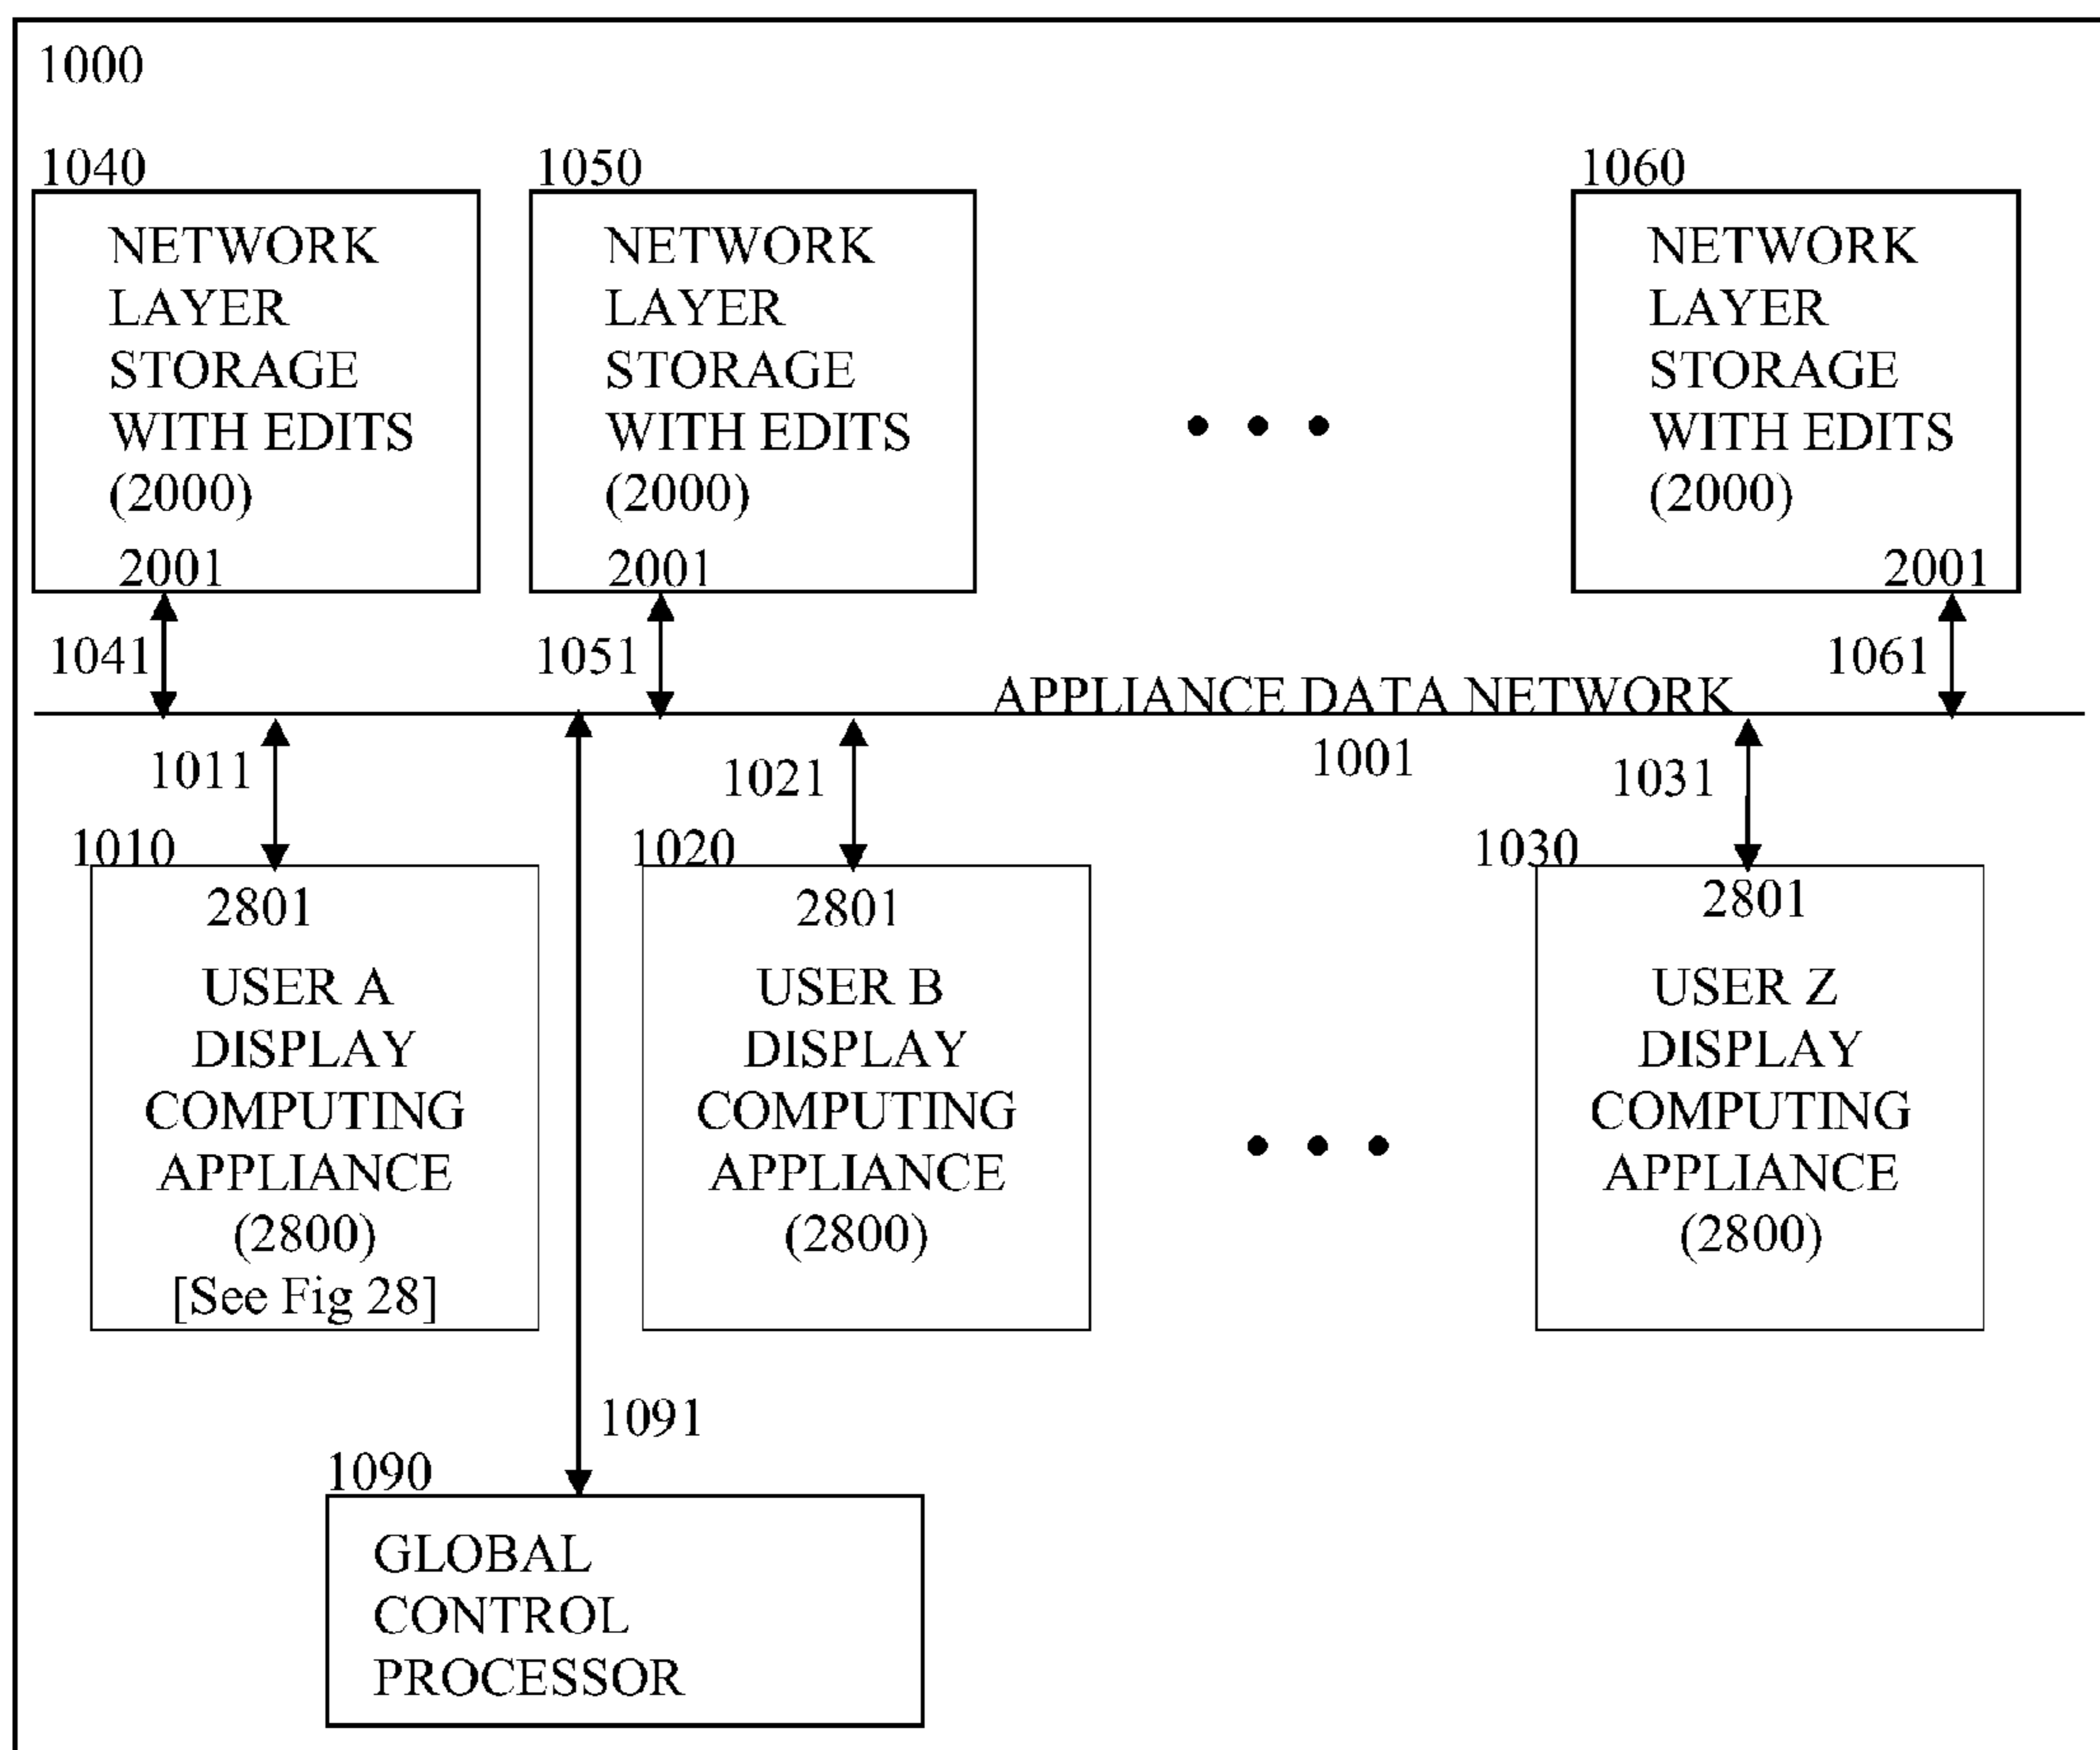 1000
1040
NETWORK
LAYER
STORAGE
WITH EDITS
(2000)
2001
1050
NETWORK
LAYER
STORAGE
WITH EDITS
(2000)
2001
1060
NETWORK
LAYER
STORAGE
WITH EDITS
(2000)
2001
1041
1051
1061
APPLIANCE DATA NETWORK
1001
1011
1021
1031
1010
2801
USER A
DISPLAY
COMPUTING
APPLIANCE
(2800)
[See Fig 28]
1020
2801
USER B
DISPLAY
COMPUTING
APPLIANCE
(2800)
1030
2801
USER Z
DISPLAY
COMPUTING
APPLIANCE
(2800)
1091
1090
GLOBAL
CONTROL
PROCESSOR